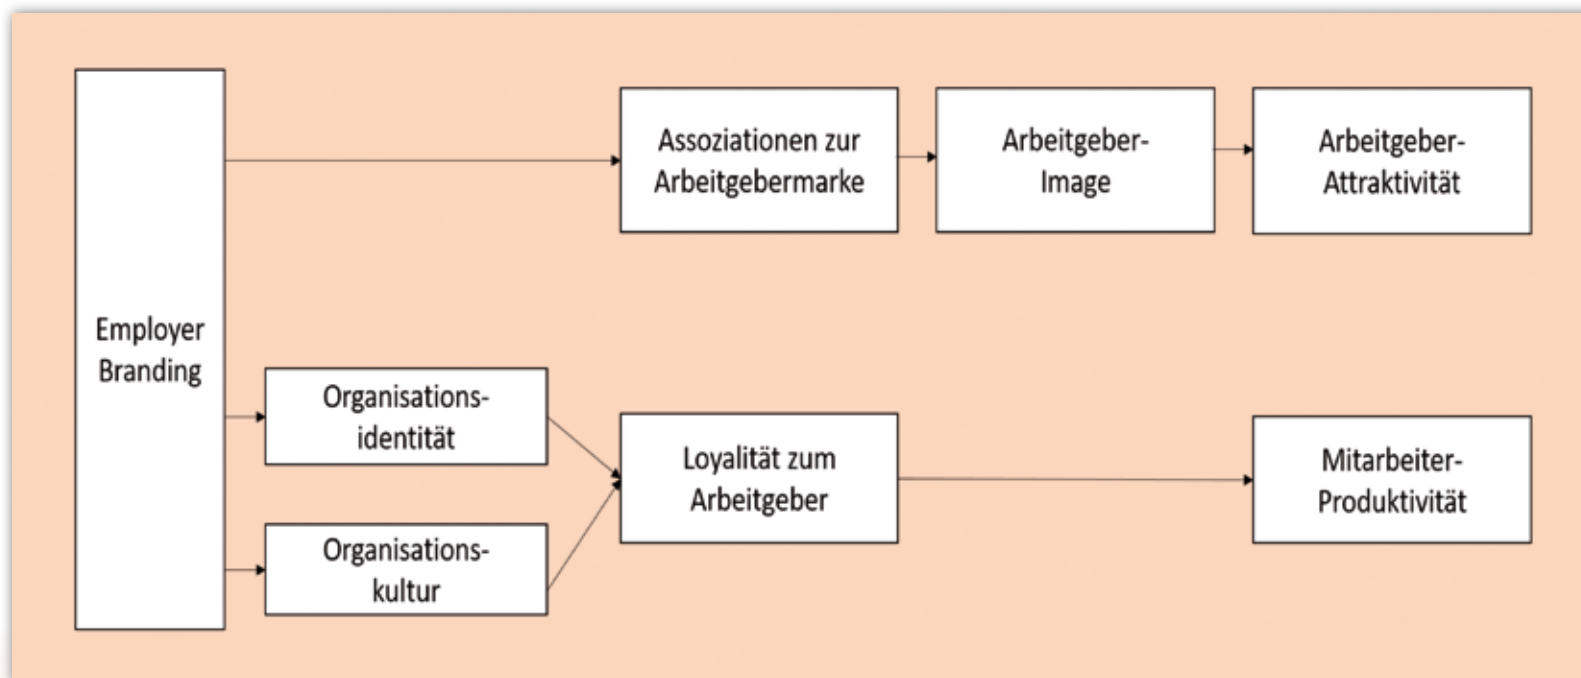 Employer
Branding
Assoziationen zur
Arbeitgebermarke
Arbeitgeber-
Image
Arbeitgeber-
Attraktivität
Organisations-
identität
Organisations-
kultur
Loyalität zum
Arbeitgeber
Mitarbeiter-
Produktivität